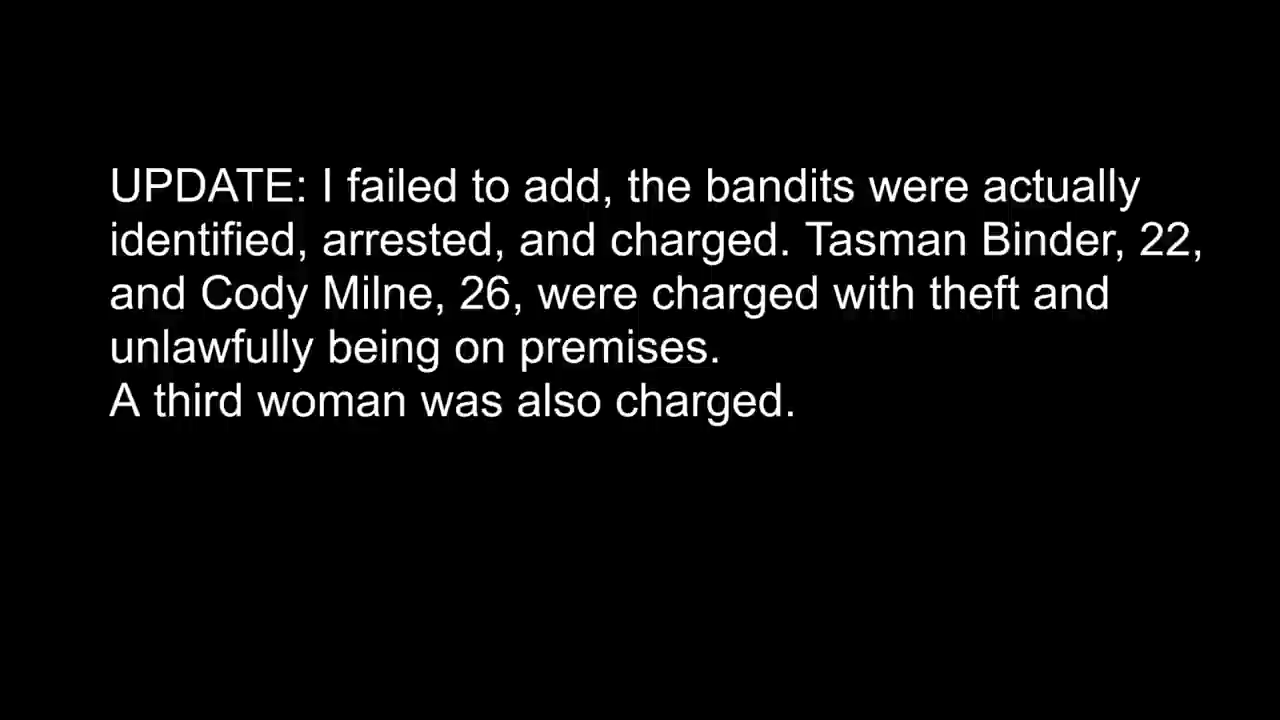 UPDATE: I failed to add, the bandits were actually
identified, arrested, and charged. Tasman Binder, 22,
and Cody Milne, 26, were charged with theft and
unlawfully being on premises.
A third woman was also charged.